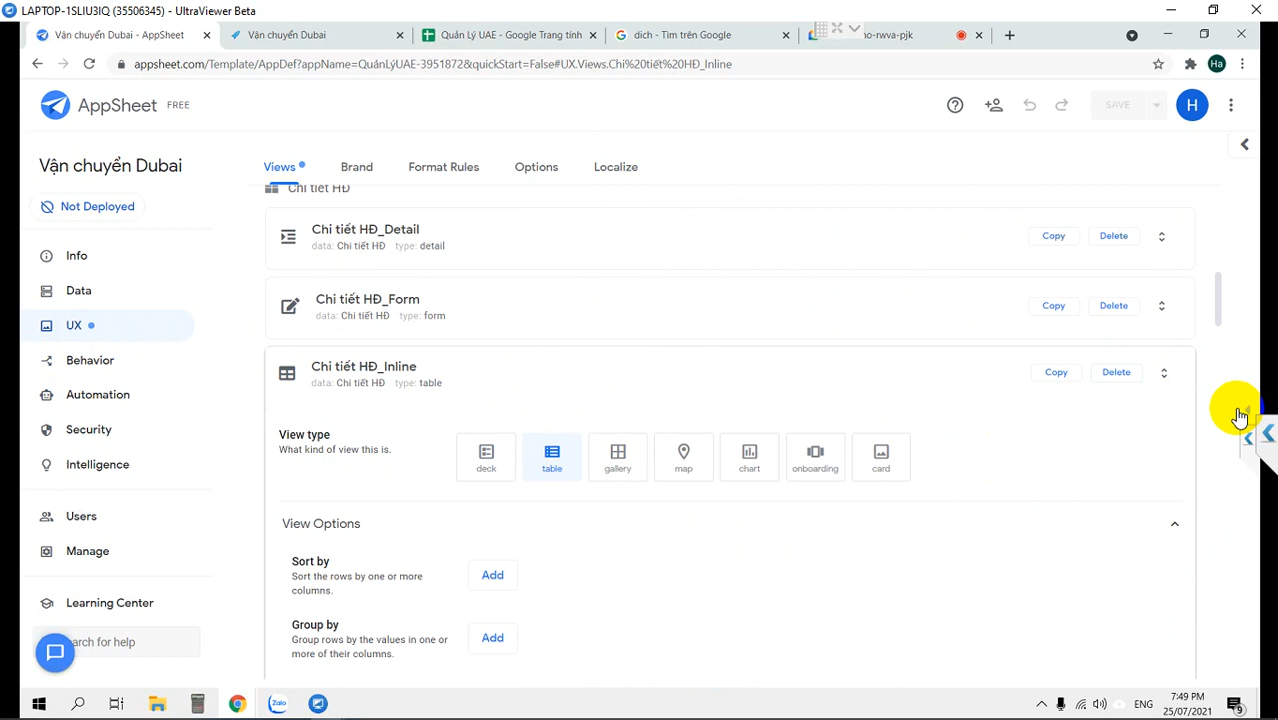 LAPTOP-1SLIU3IQ (35506345) - UltraViewer Beta
Vận chuyển Dubai - AppSheet
Vận chuyển Dubai
Quản Lý UAE - Google Trang tính
dich - Tìm trên Google
no-rwva-pjk
appsheet.com/Template/AppDef?appName=QuảnLýUAE-3951872&quickStart=False#UX.Views.Chi%20tiết%20HĐ_Inline
Ha
AppSheet FREE
SAVE
H
Vận chuyển Dubai
Not Deployed
Info
Data
UX
Behavior
Automation
Security
Intelligence
Users
Manage
Learning Center
earch for help
Views
Brand
Format Rules
Options
Localize
Chi tiết HĐ
Chi tiết HĐ_Detail
data: Chi tiết HĐ type: detail
Copy
Delete
Chi tiết HĐ_Form
data: Chi tiết HĐ type: form
Copy
Delete
Chi tiết HĐ_Inline
data: Chi tiết HĐ type: table
Copy
Delete
View type
What kind of view this is.
deck
table
gallery
map
chart
onboarding
card
View Options
Sort by
Sort the rows by one or more
columns.
Add
Group by
Group rows by the values in one or
more of their columns.
Add
Zalo
ENG
7:49 PM
25/07/2021
9